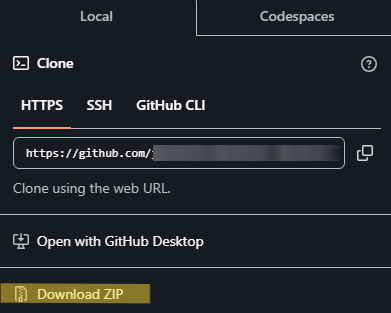 Local
Codespaces
Clone
HTTPS
SSH
GitHub CLI
https://github.com/
Clone using the web URL.
Open with GitHub Desktop
Download ZIP